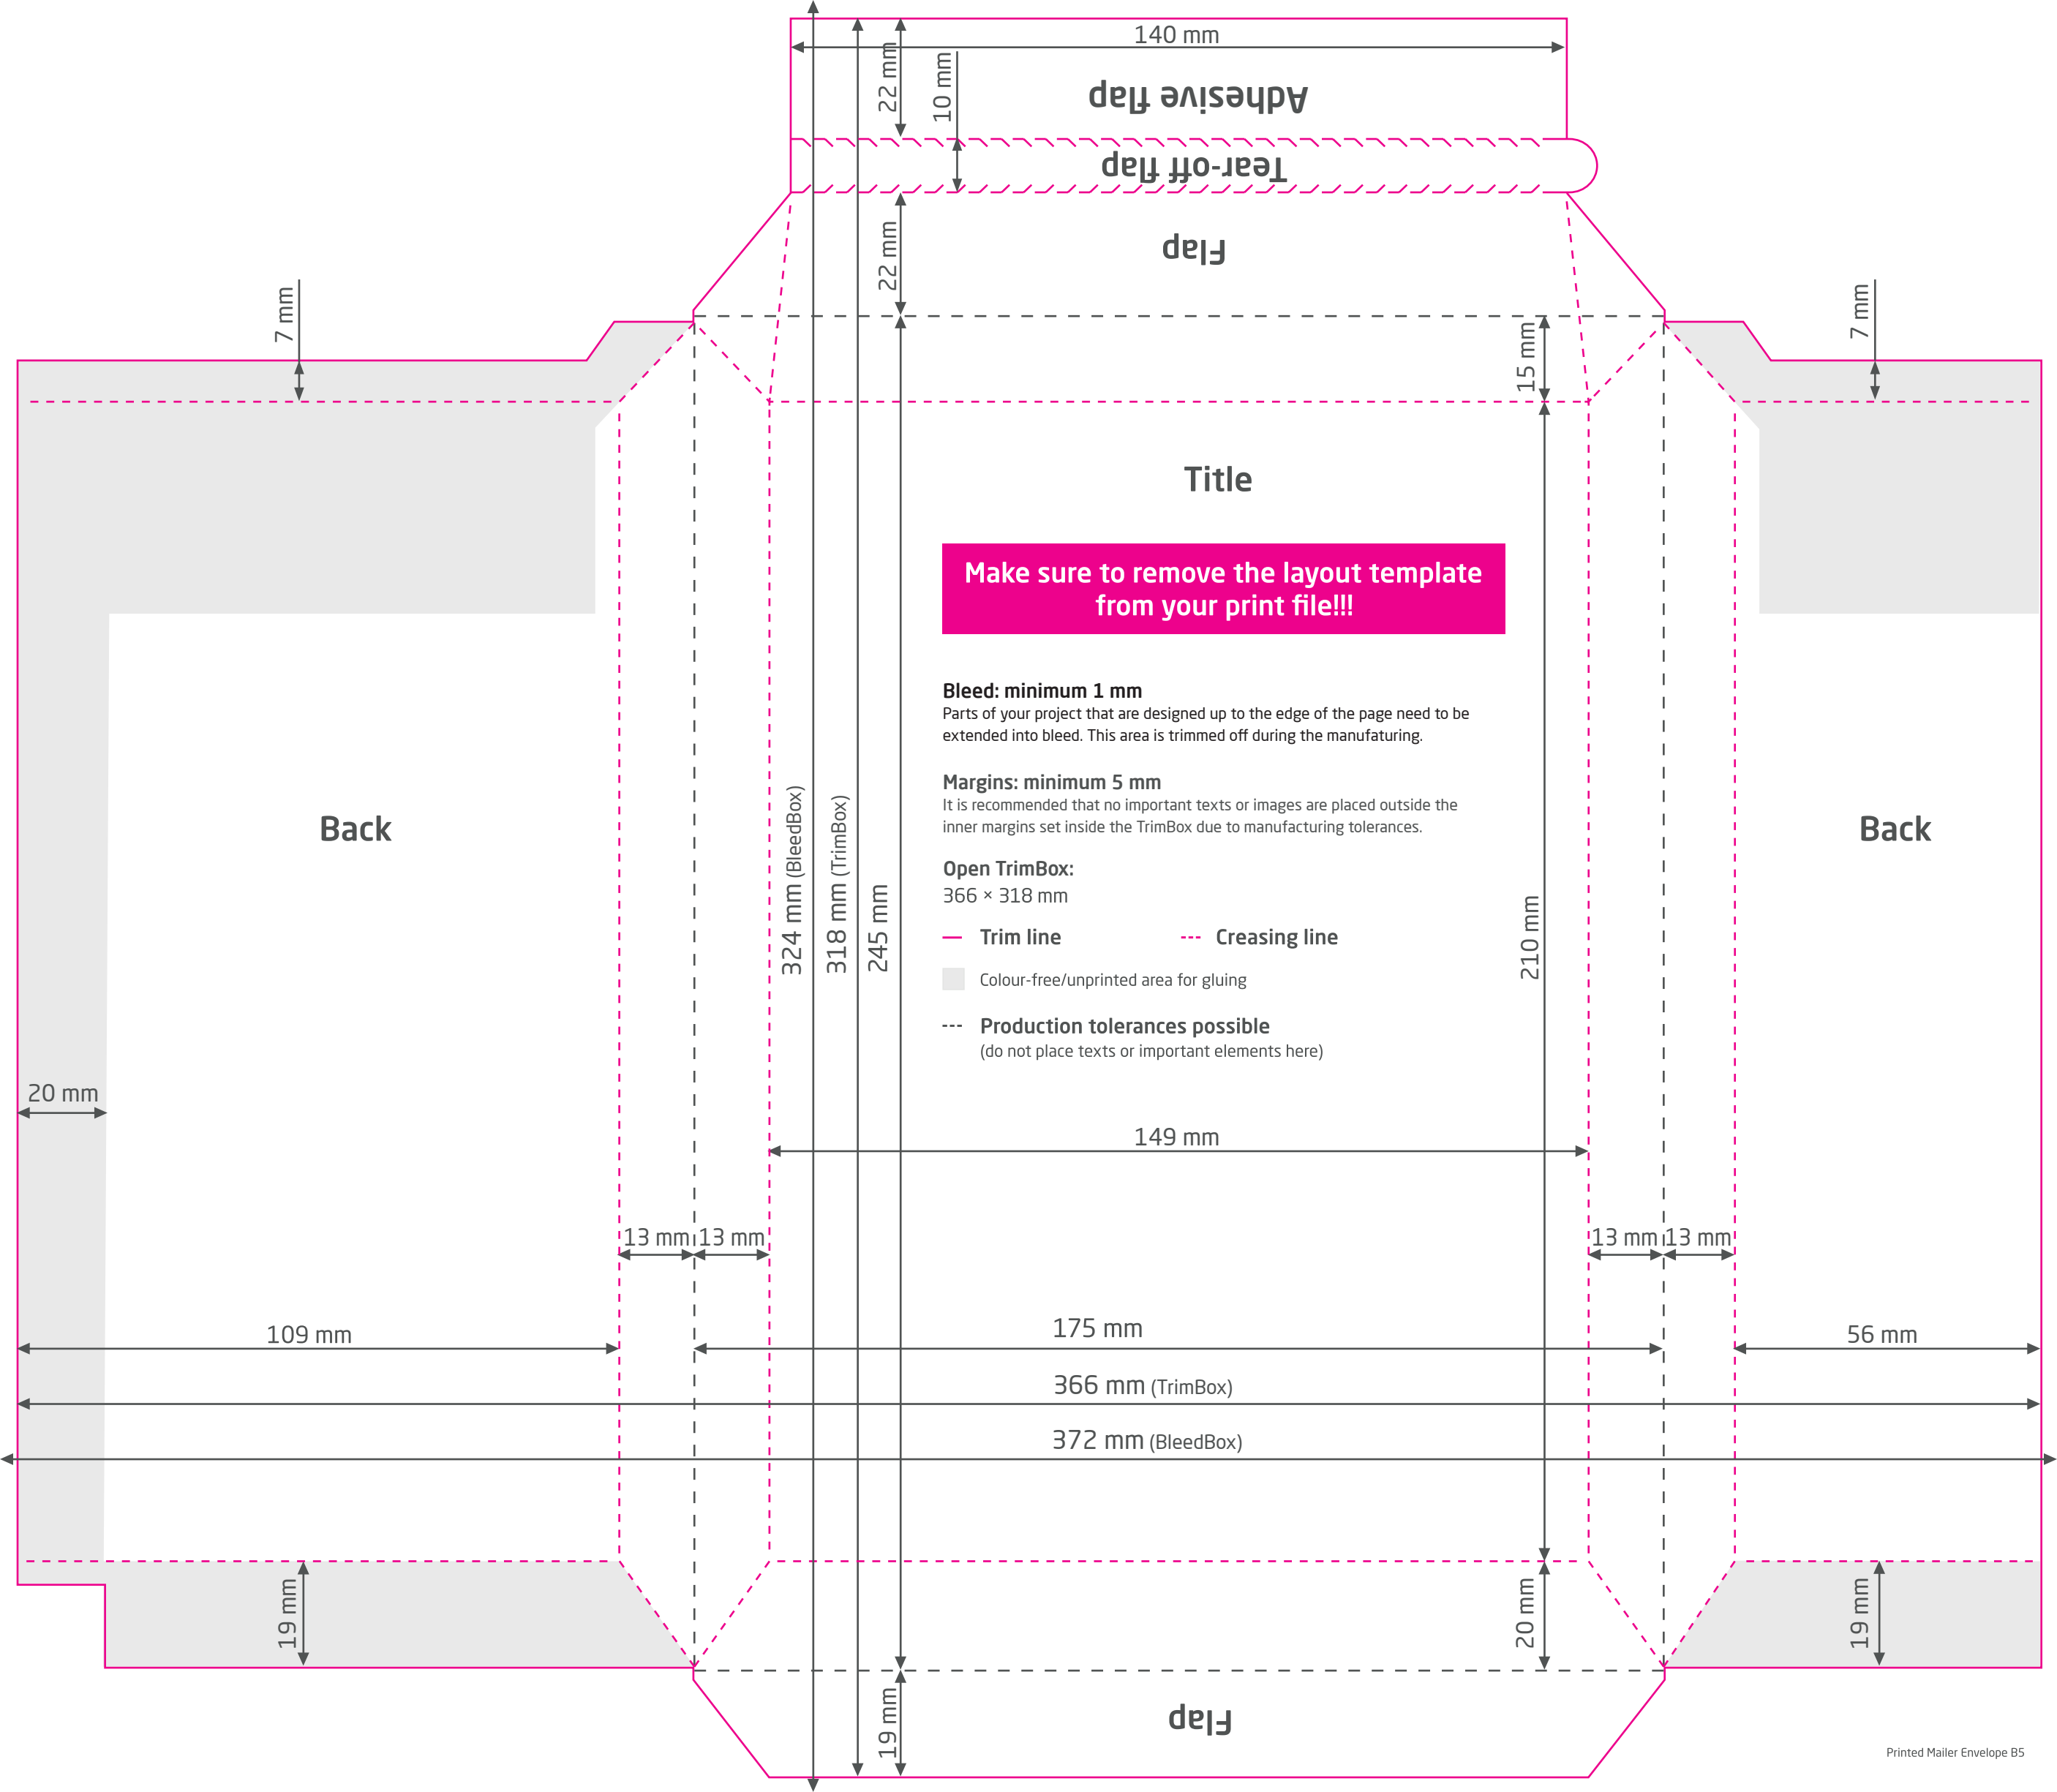 140 mm
22 mm
10 mm
Adhesive flap
Tear-off flap
22 mm
Flap
7 mm
7 mm
15 mm
Title
Make sure to remove the layout template
from your print file!!!
Bleed: minimum 1 mm
Parts of your project that are designed up to the edge of the page need to be
extended into bleed. This area is trimmed off during the manufaturing.
Margins: minimum 5 mm
It is recommended that no important texts or images are placed outside the
inner margins set inside the TrimBox due to manufacturing tolerances.
Back
Back
324 mm (BleedBox)
318 mm (TrimBox)
245 mm
Open TrimBox:
366 × 318 mm
Trim line
Creasing line
210 mm
Colour-free/unprinted area for gluing
Production tolerances possible
(do not place texts or important elements here)
20 mm
149 mm
13 mm
13 mm
13 mm
13 mm
109 mm
175 mm
56 mm
366 mm (TrimBox)
372 mm (BleedBox)
19 mm
20 mm
19 mm
19 mm
Flap
Printed Mailer Envelope B5